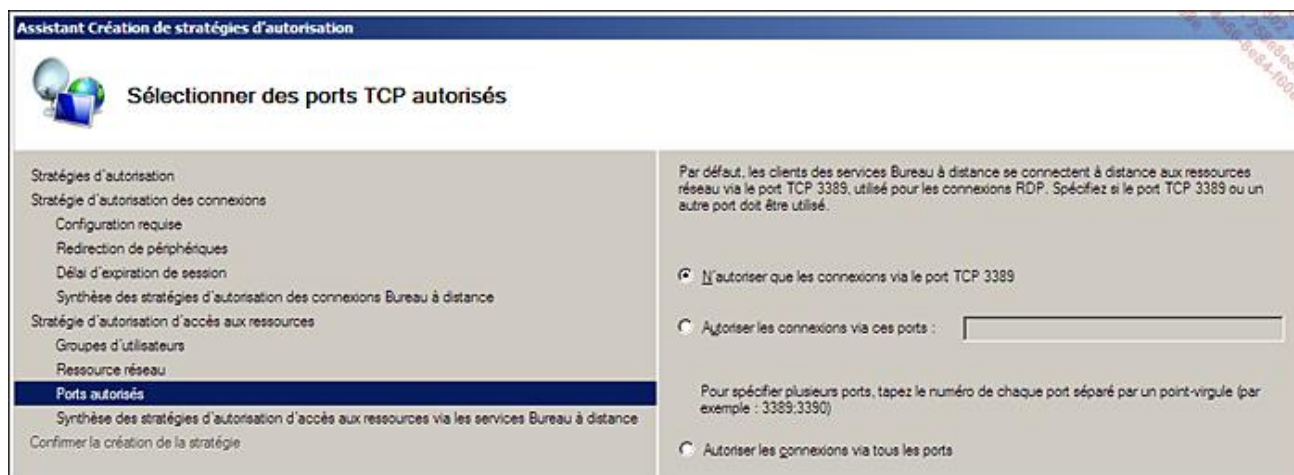 Assistant Création de stratégies d'autorisation
Sélectionner des ports TCP autorisés
Stratégies d'autorisation
Stratégie d'autorisation des connexions
Configuration requise
Redirection de périphériques
Délai d'expiration de session
Synthèse des stratégies d'autorisation des connexions Bureau à distance
Stratégie d'autorisation d'accès aux ressources
Groupes d'utilisateurs
Ressource réseau
Ports autorisés
Synthèse des stratégies d'autorisation d'accès aux ressources via les services Bureau à distance
Confirmer la création de la stratégie
Par défaut, les clients des services Bureau à distance se connectent à distance aux ressources
réseau via le port TCP 3389, utilisé pour les connexions RDP. Spécifiez si le port TCP 3389 ou un
autre port doit être utilisé.
N'autoriser que les connexions via le port TCP 3389
Autoriser les connexions via ces ports :
Pour spécifier plusieurs ports, tapez le numéro de chaque port séparé par un point-virgule (par
exemple : 3389;3390)
Autoriser les connexions via tous les ports